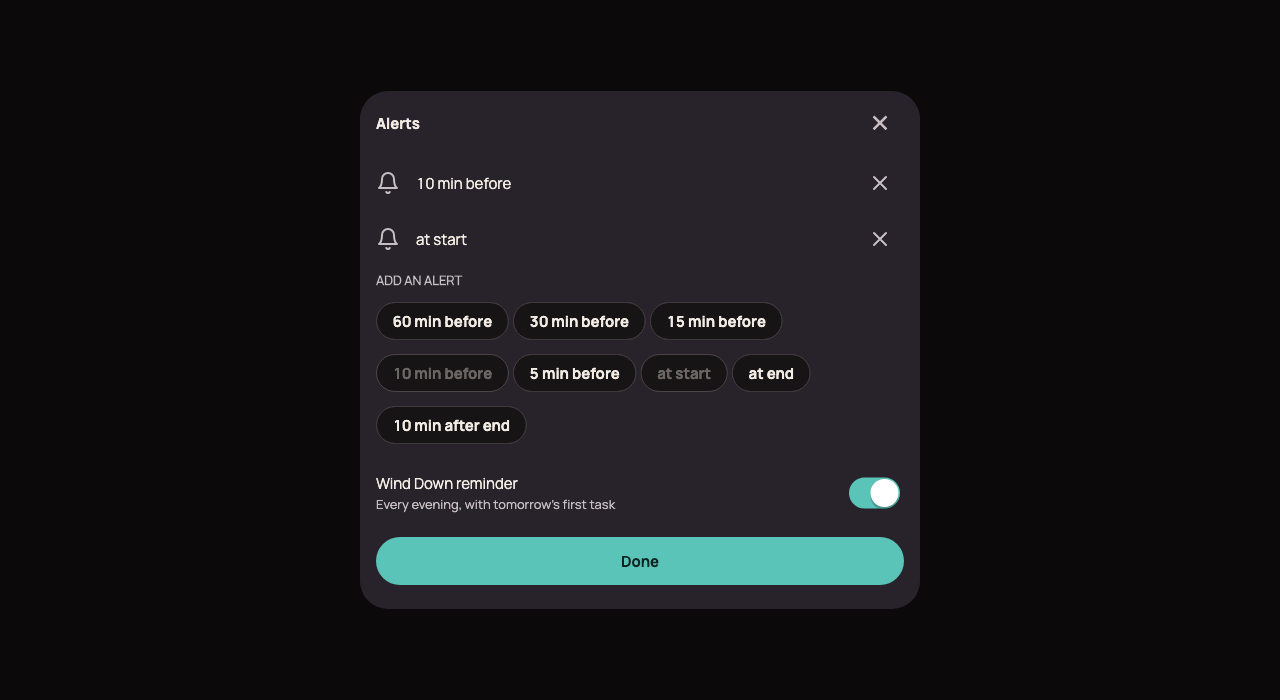 Alerts
10 min before
at start
ADD AN ALERT
60 min before 30 min before 15 min before
10 min before 5 min before at start at end
10 min after end
Wind Down reminder
Every evening, with tomorrow's first task
Done